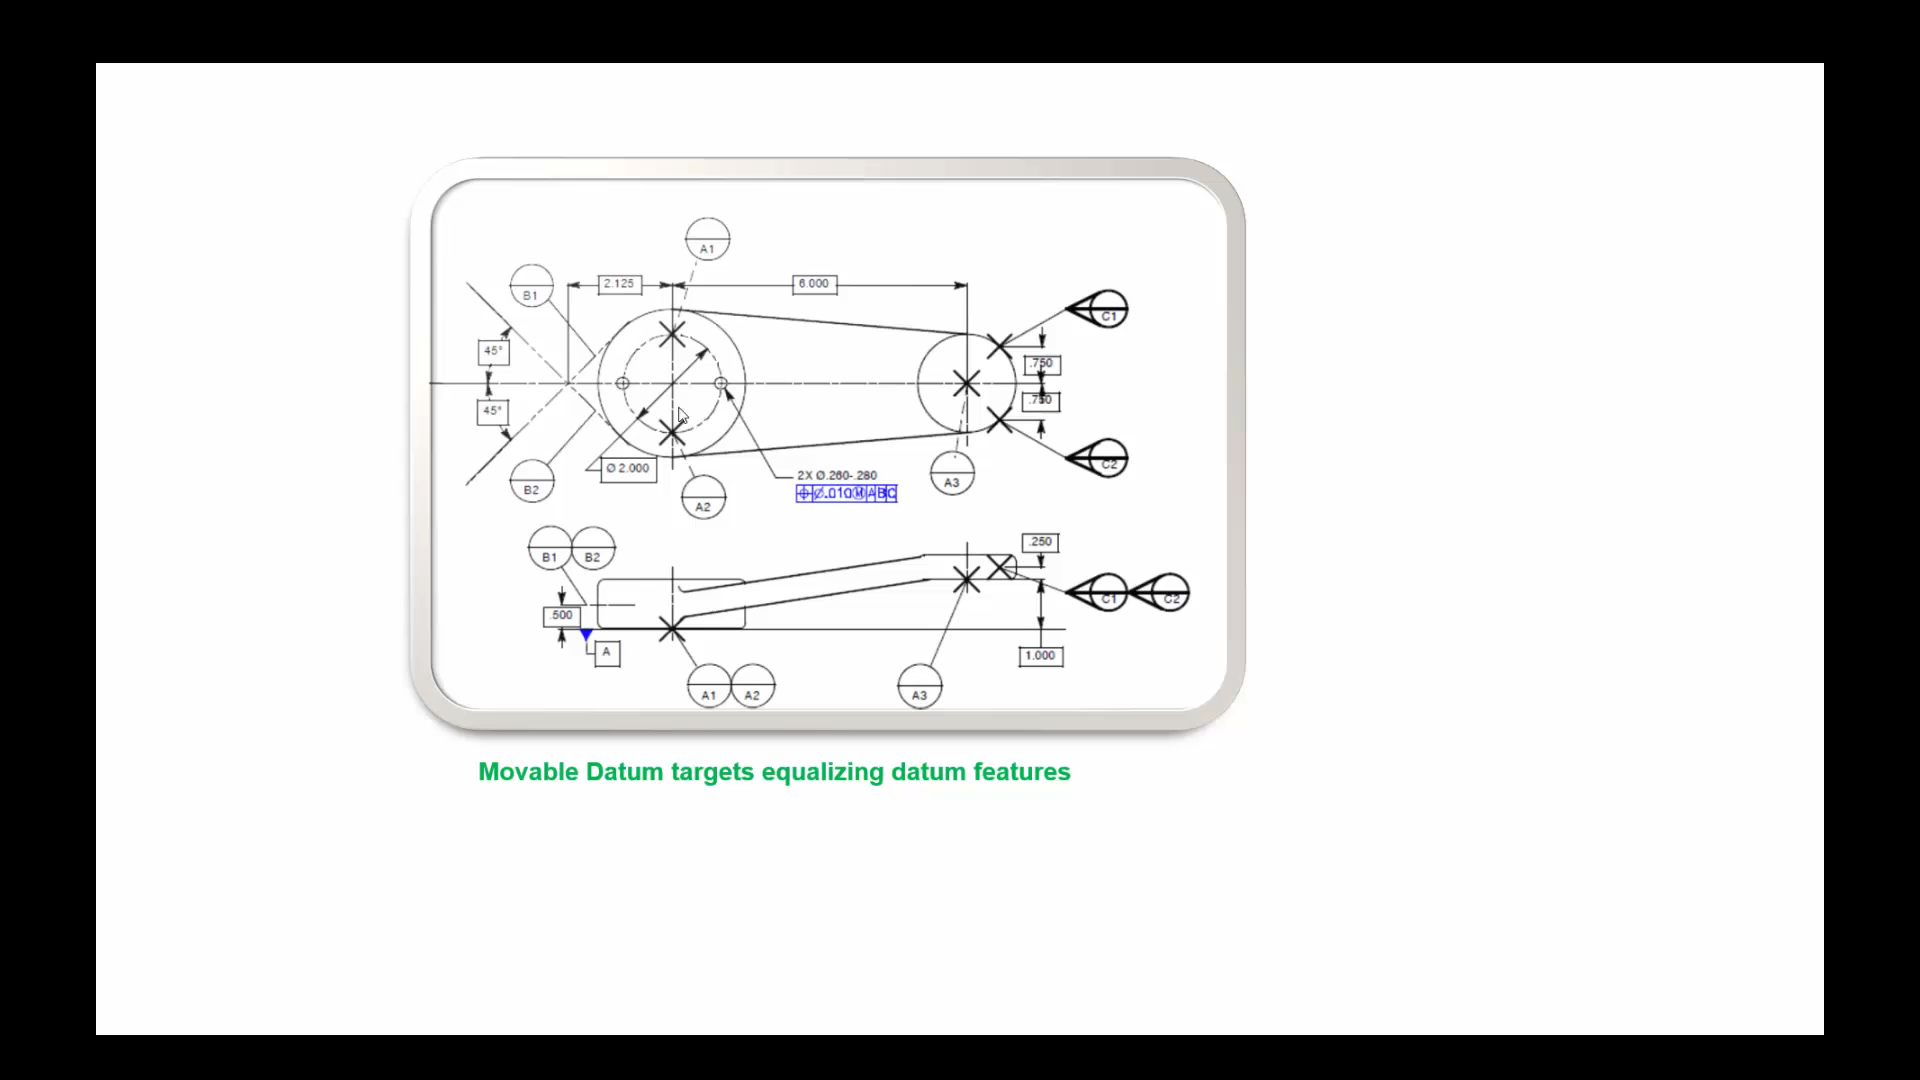 A1
B1
2.125
6.000
C1
45°
.750
45°
.750
Ø 2.000
2X Ø.260-.280
⌖ Ø.010Ⓜ A B C
C2
B2
A2
A3
B1 B2
.250
.500
C1 C2
A
1.000
A1 A2
A3
Movable Datum targets equalizing datum features